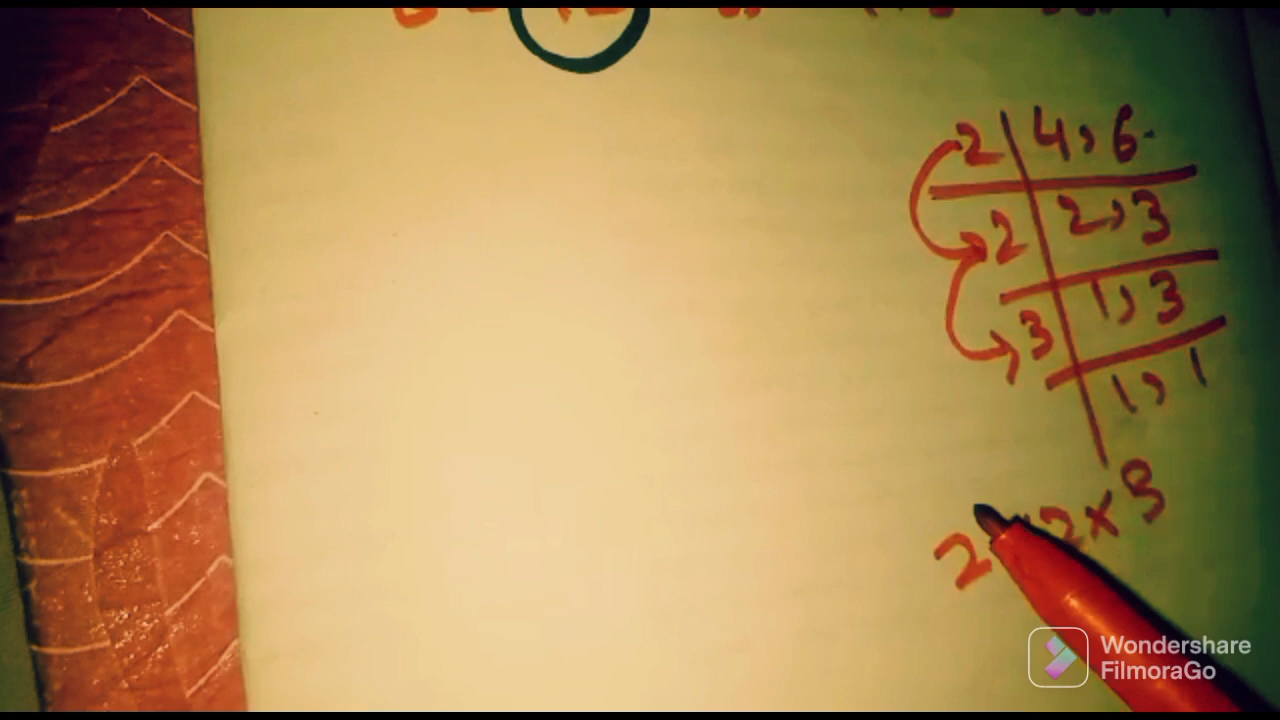 2 | 4, 6
2 | 2, 3
3 | 1, 3
1, 1
2 2 x 3
Wondershare
FilmoraGo